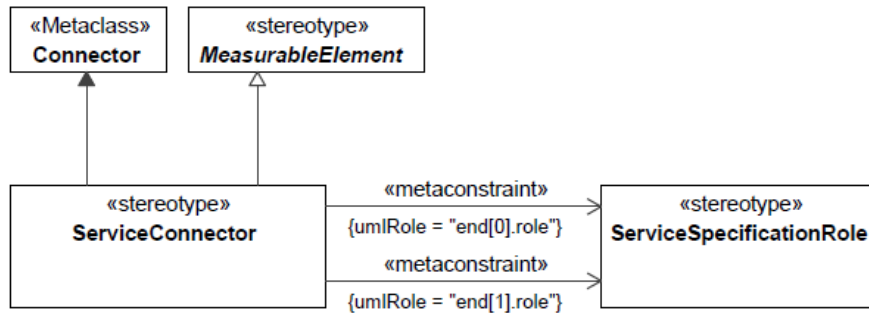 «Metaclass»
Connector
«stereotype»
MeasurableElement
«stereotype»
ServiceConnector
«metaconstraint»
{umlRole = "end[0].role"}
«metaconstraint»
{umlRole = "end[1].role"}
«stereotype»
ServiceSpecificationRole